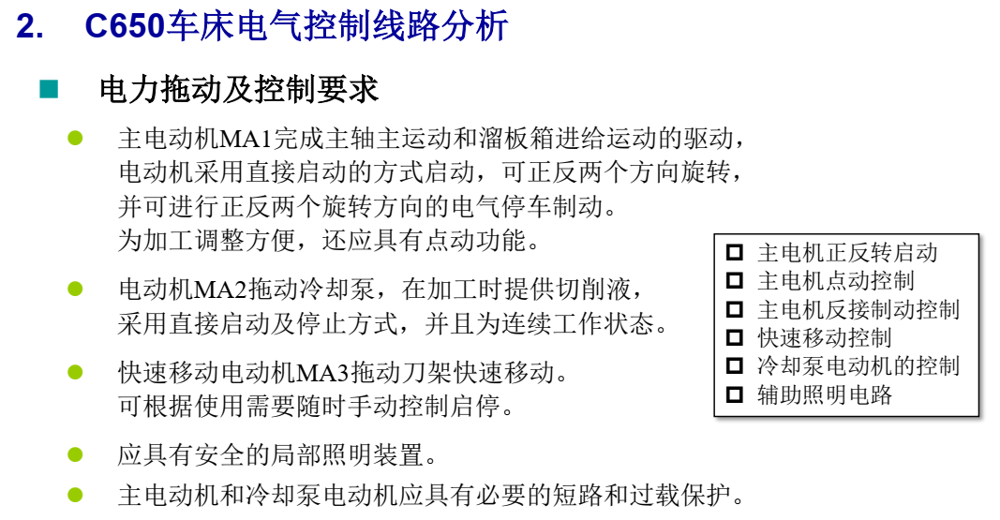 2. C650车床电气控制线路分析
电力拖动及控制要求
主电动机MA1完成主轴主运动和溜板箱进给运动的驱动，
电动机采用直接启动的方式启动，可正反两个方向旋转，
并可进行正反两个旋转方向的电气停车制动。
为加工调整方便，还应具有点动功能。
电动机MA2拖动冷却泵，在加工时提供切削液，
采用直接启动及停止方式，并且为连续工作状态。
快速移动电动机MA3拖动刀架快速移动。
可根据使用需要随时手动控制启停。
应具有安全的局部照明装置。
主电动机和冷却泵电动机应具有必要的短路和过载保护。
主电机正反转启动
主电机点动控制
主电机反接制动控制
快速移动控制
冷却泵电动机的控制
辅助照明电路